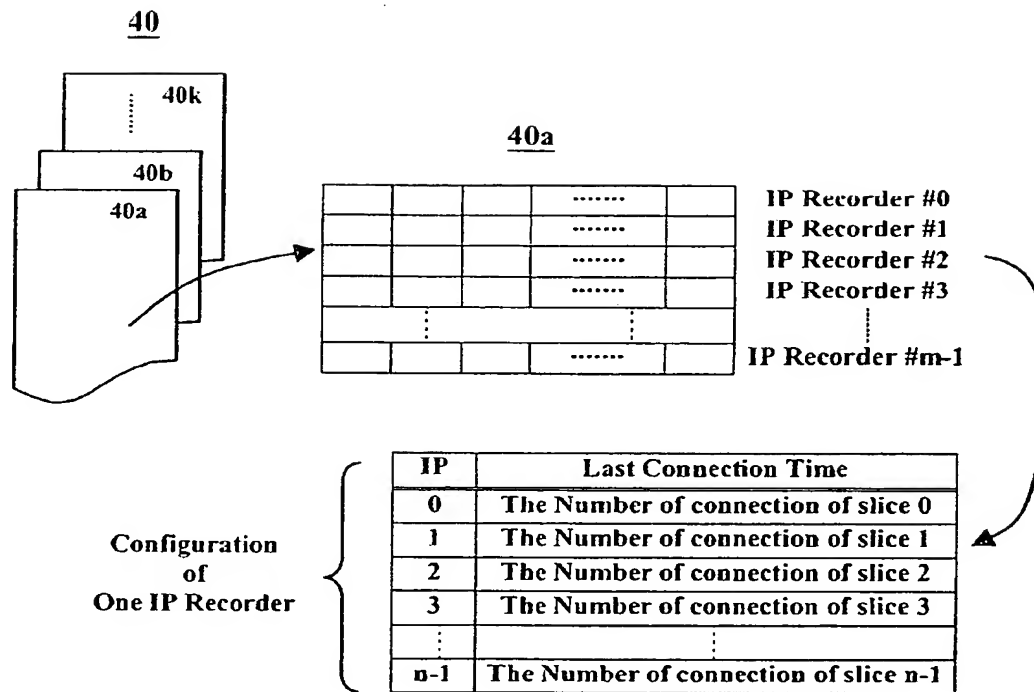 40
40k
40b
40a
40a
IP Recorder #0
IP Recorder #1
IP Recorder #2
IP Recorder #3
IP Recorder #m-1
Configuration
of
One IP Recorder
IP Last Connection Time
0 The Number of connection of slice 0
1 The Number of connection of slice 1
2 The Number of connection of slice 2
3 The Number of connection of slice 3
n-1 The Number of connection of slice n-1